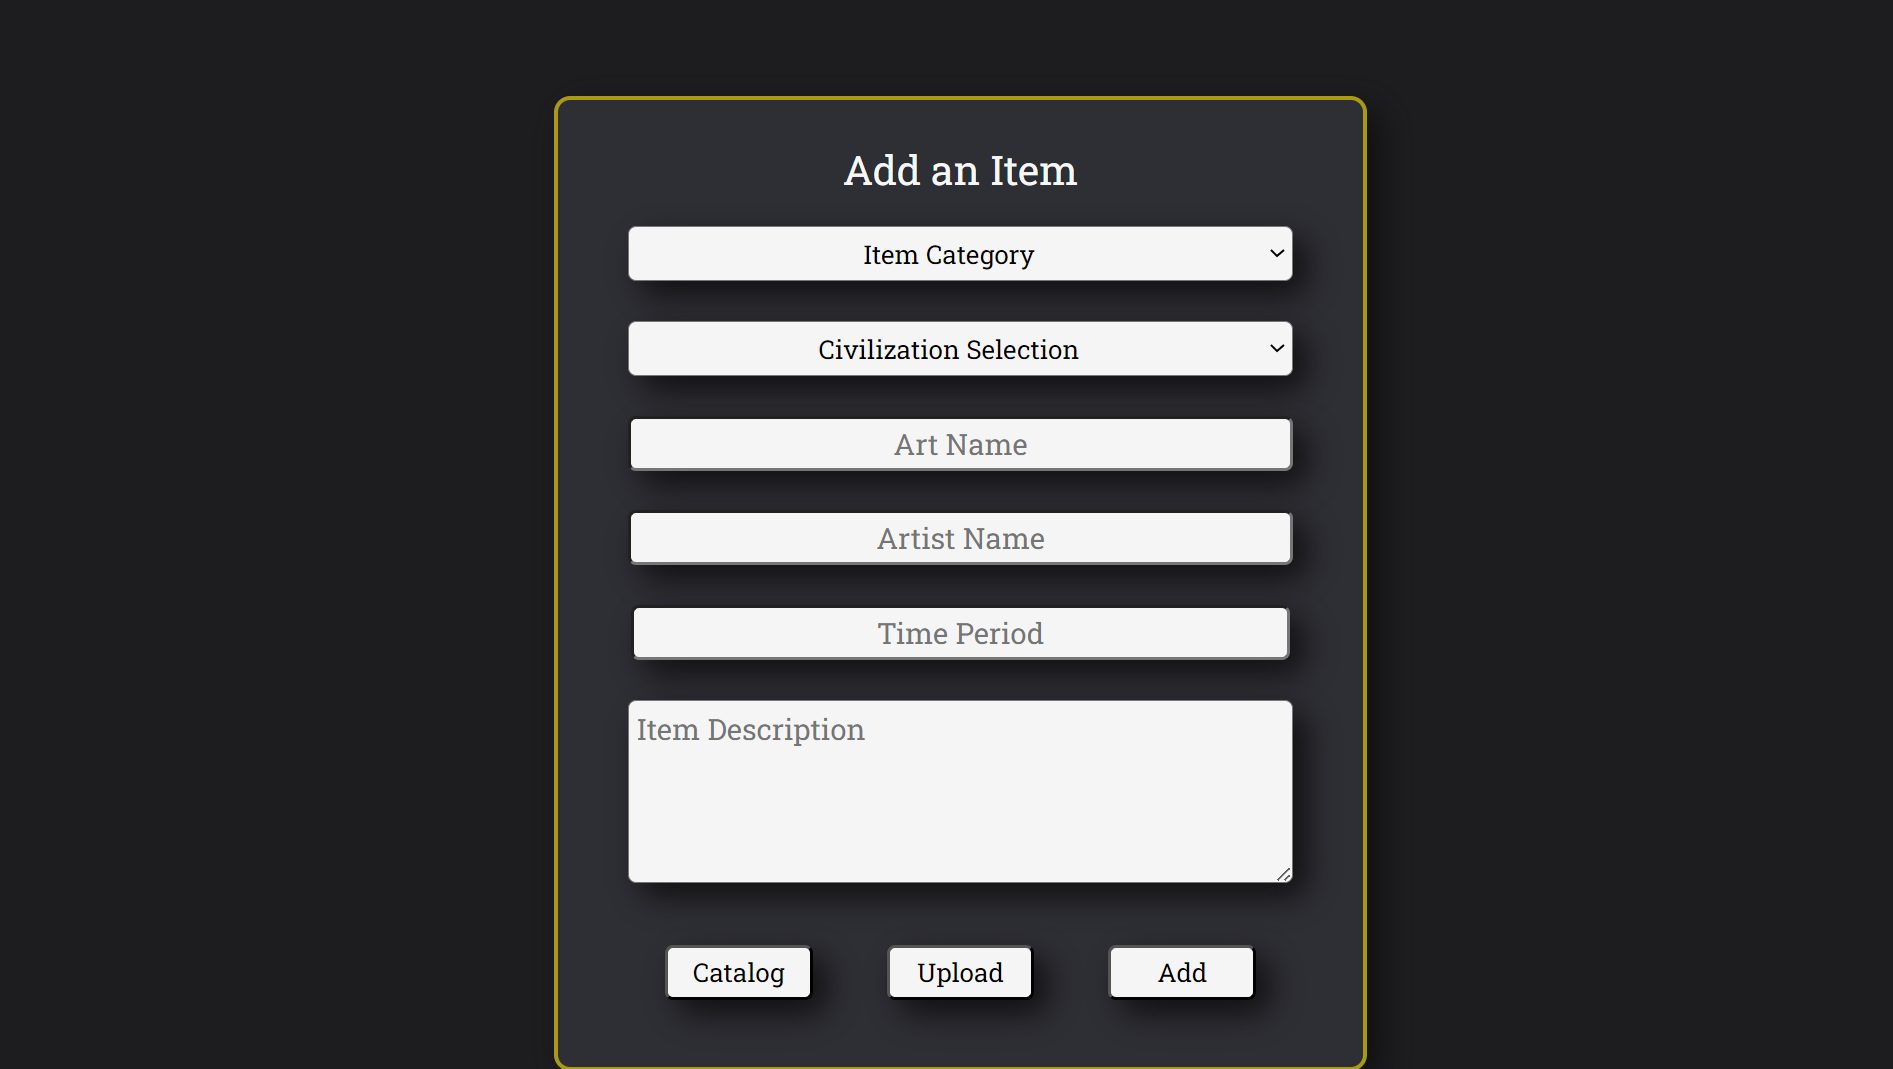 Add an Item
Item Category
Civilization Selection
Art Name
Artist Name
Time Period
Item Description
Catalog
Upload
Add